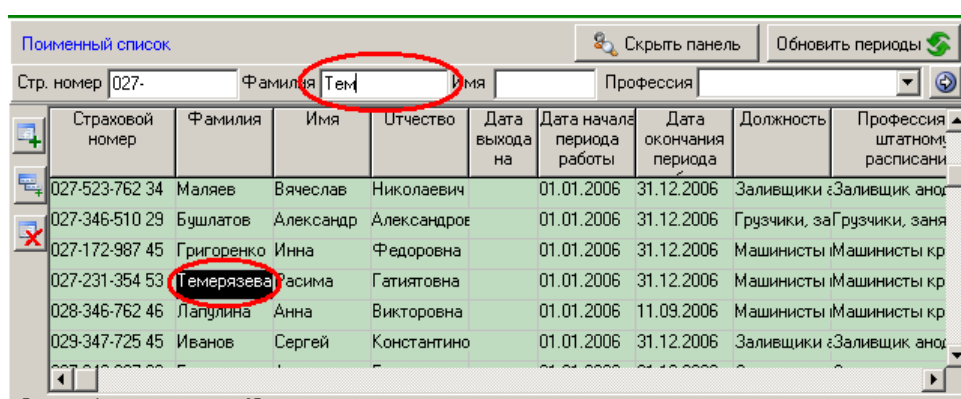 Поименный список
Скрыть панель
Обновить периоды
Стр. номер 027- Фамилия Тем Имя Профессия
Страховой номер Фамилия Имя Отчество Дата выхода на Дата начала периода работы Дата окончания периода Должность Профессия штатному расписани
027-523-762 34 Маляев Вячеслав Николаевич 01.01.2006 31.12.2006 Заливщики Заливщик анод
027-346-510 29 Бушлатов Александр Александров 01.01.2006 31.12.2006 Грузчики, за Грузчики, заня
027-172-987 45 Григоренко Инна Федоровна 01.01.2006 31.12.2006 Машинисты Машинисты кр
027-231-354 53 Темерязева Расима Гатиятовна 01.01.2006 31.12.2006 Машинисты Машинисты кр
028-346-762 46 Лапулина Анна Викторовна 01.01.2006 11.09.2006 Машинисты Машинисты кр
029-347-725 45 Иванов Сергей Константино 01.01.2006 31.12.2006 Заливщики Заливщик анод